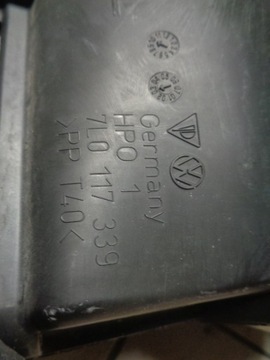 Germany
HPO 1
7L0 117 339
>PP T40<